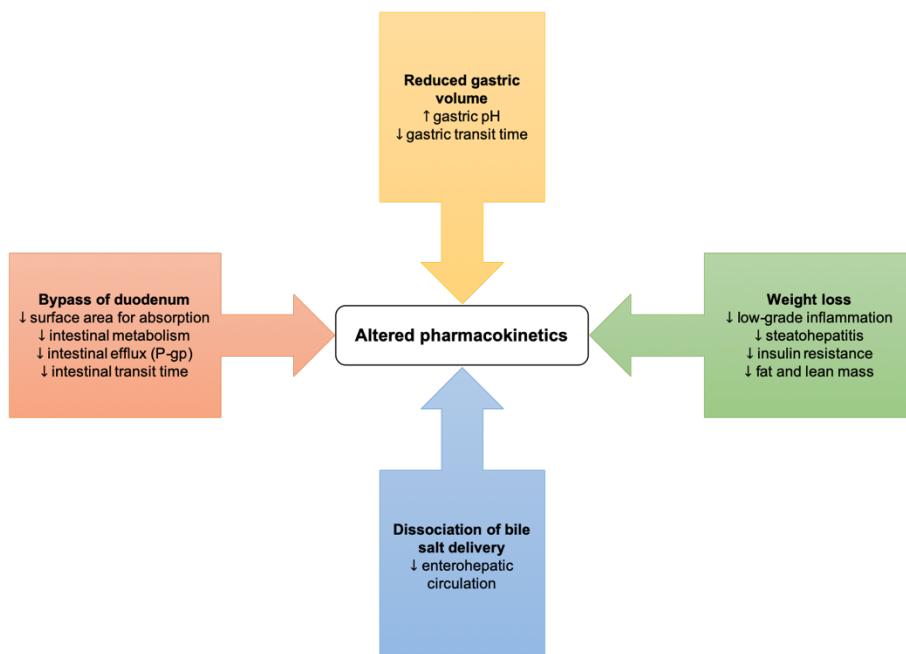 Reduced gastric
volume
↑ gastric pH
↓ gastric transit time
Bypass of duodenum
↓ surface area for absorption
↓ intestinal metabolism
↓ intestinal efflux (P-gp)
↓ intestinal transit time
Altered pharmacokinetics
Weight loss
↓ low-grade inflammation
↓ steatohepatitis
↓ insulin resistance
↓ fat and lean mass
Dissociation of bile
salt delivery
↓ enterohepatic
circulation